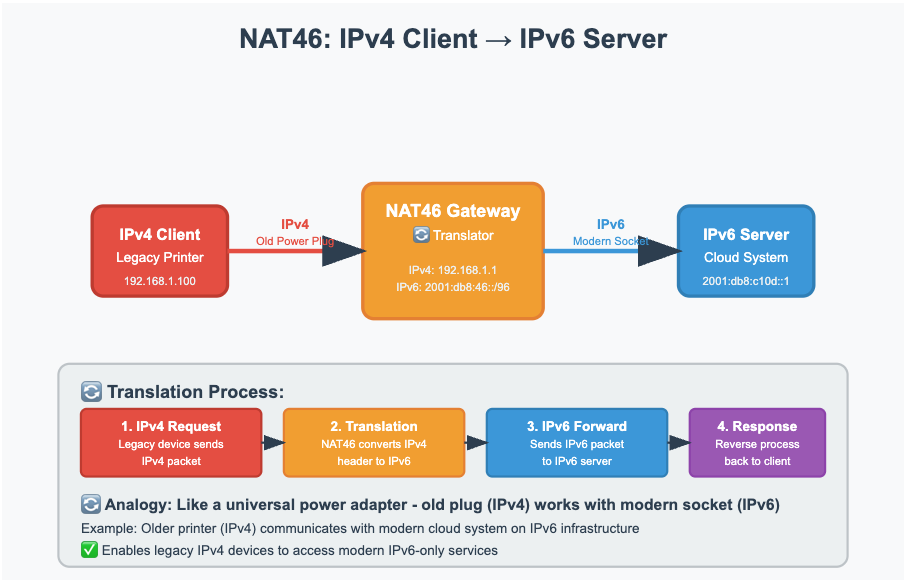 NAT46: IPv4 Client → IPv6 Server
IPv4 Client
Legacy Printer
192.168.1.100
IPv4
Old Power Plug
NAT46 Gateway
🔄 Translator
IPv4: 192.168.1.1
IPv6: 2001:db8:46::/96
IPv6
Modern Socket
IPv6 Server
Cloud System
2001:db8:c10d::1
🔄 Translation Process:
1. IPv4 Request
Legacy device sends
IPv4 packet
2. Translation
NAT46 converts IPv4
header to IPv6
3. IPv6 Forward
Sends IPv6 packet
to IPv6 server
4. Response
Reverse process
back to client
🔄 Analogy: Like a universal power adapter - old plug (IPv4) works with modern socket (IPv6)
Example: Older printer (IPv4) communicates with modern cloud system on IPv6 infrastructure
✅ Enables legacy IPv4 devices to access modern IPv6-only services